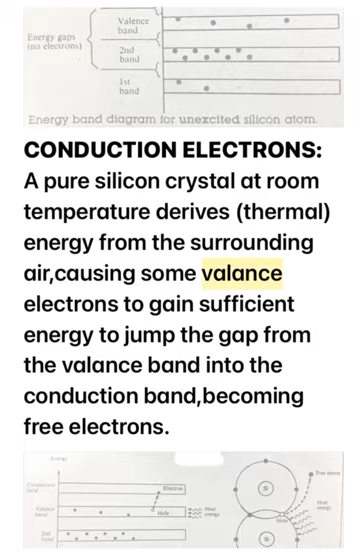 Valence
band
Energy gaps
(no electrons)
2nd
band
1st
band
Energy band diagram for unexcited silicon atom.
CONDUCTION ELECTRONS:
A pure silicon crystal at room
temperature derives (thermal)
energy from the surrounding
air,causing some valance
electrons to gain sufficient
energy to jump the gap from
the valance band into the
conduction band,becoming
free electrons.
Energy
Conduction
band
Electron
Valence
band
Hole
Heat
energy
2nd
band
Si
Free electron
Heat
energy
Hole
Si